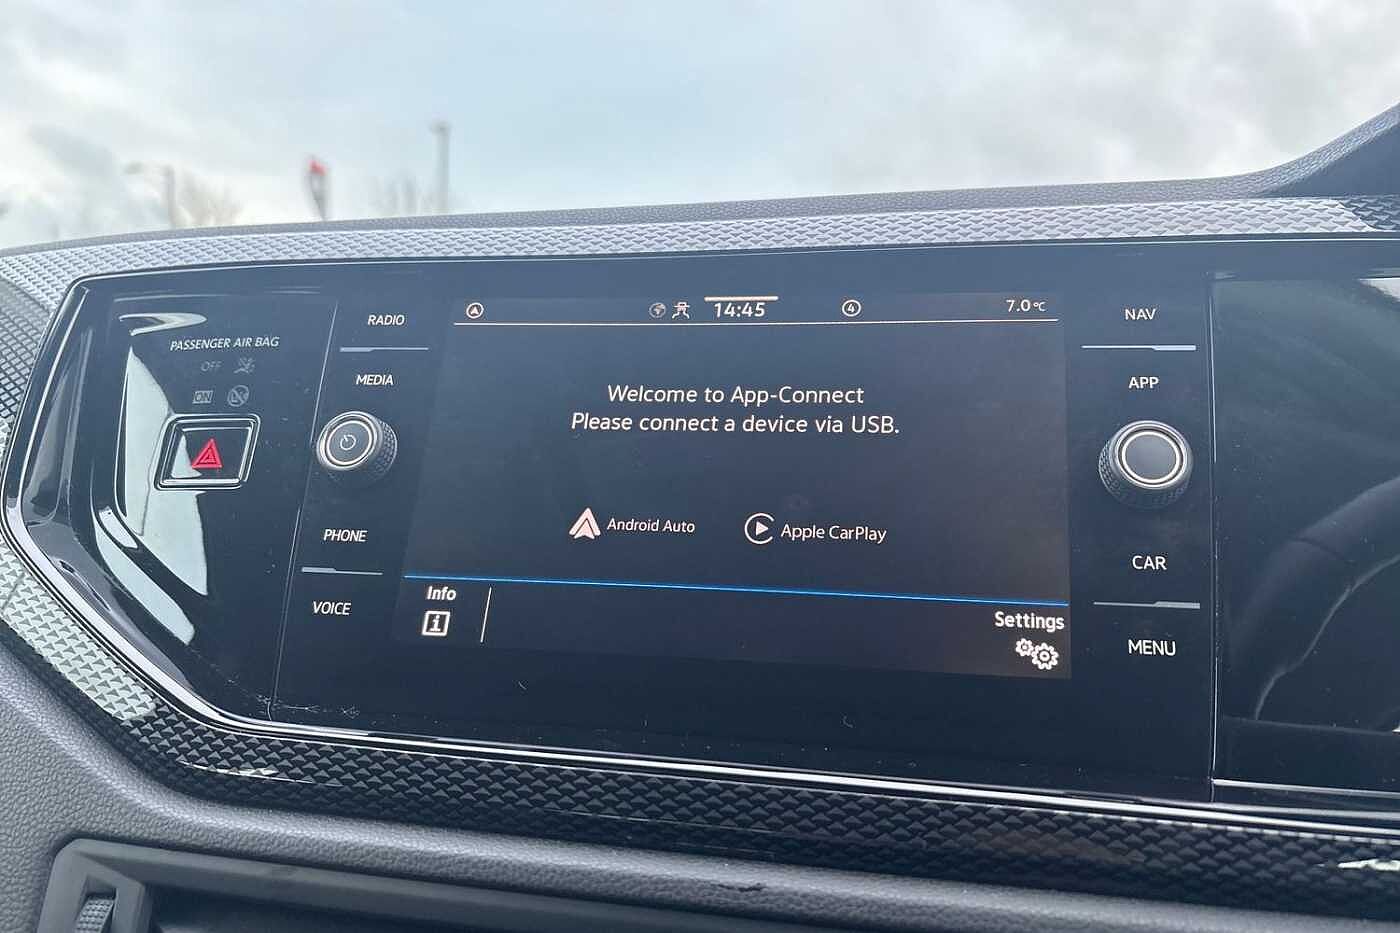 PASSENGER AIR BAG
OFF
ON
RADIO
MEDIA
PHONE
VOICE
14:45
4
7.0°C
Welcome to App-Connect
Please connect a device via USB.
Android Auto
Apple CarPlay
Info
i
Settings
NAV
APP
CAR
MENU